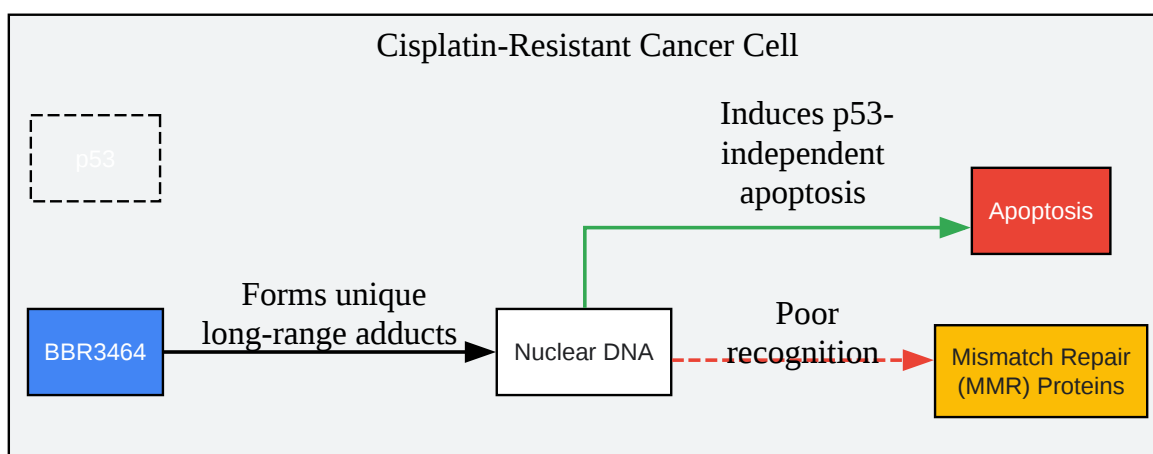 Cisplatin-Resistant Cancer Cell
p53
Induces p53-
independent
apoptosis
Apoptosis
BBR3464
Forms unique
long-range adducts
Nuclear DNA
Poor
recognition
Mismatch Repair
(MMR) Proteins